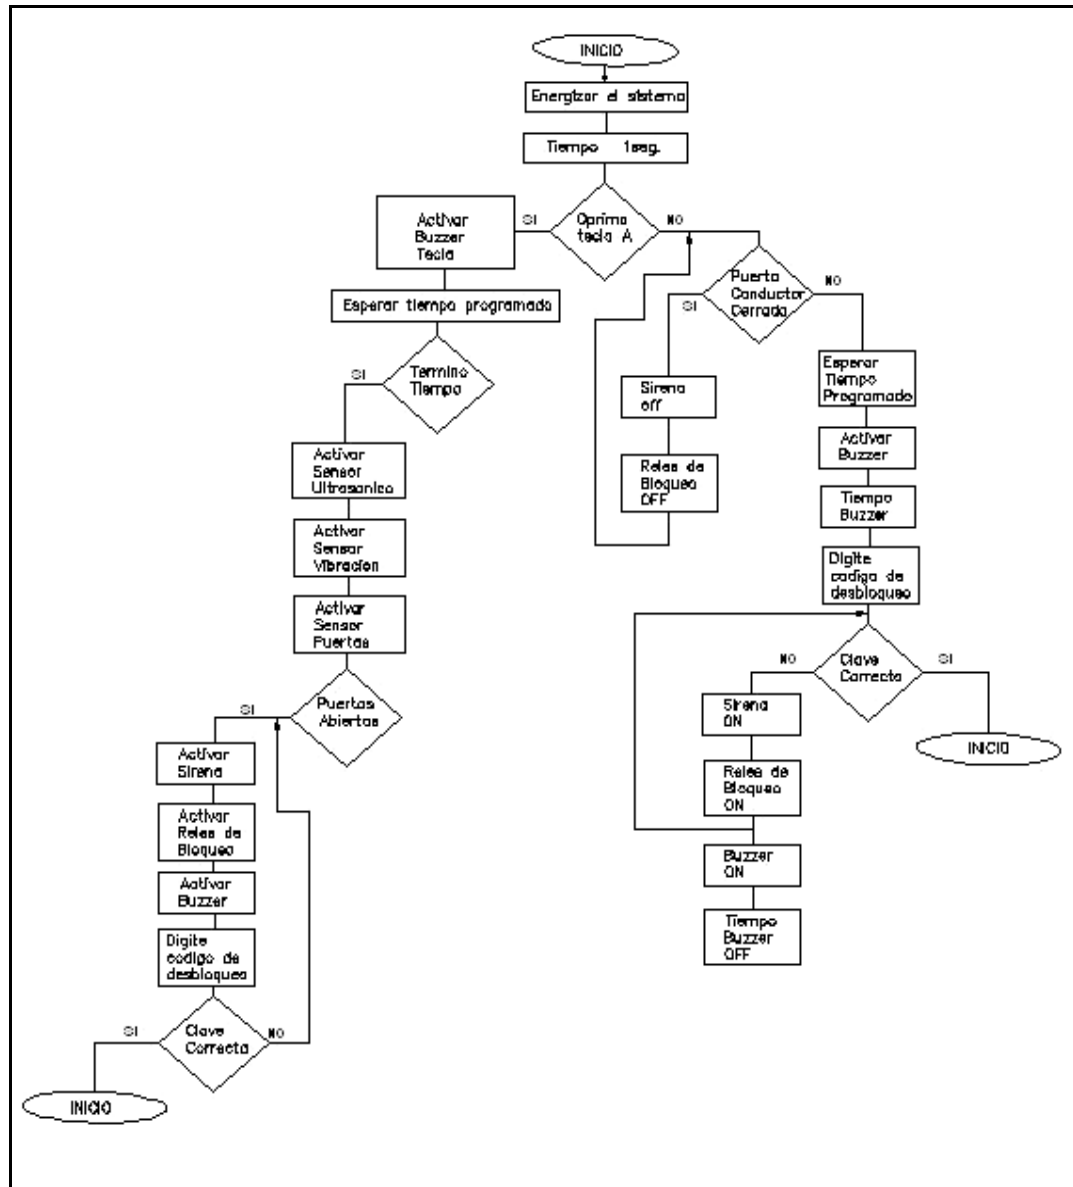 INICIO
Energizar el sistema
Tiempo 1seg.
Oprima
tecla A
SI
NO
Activar
Buzzer
Tecla
Esperar tiempo programado
Termino
Tiempo
SI
Activar
Sensor
Ultrasonico
Activar
Sensor
Vibracion
Activar
Sensor
Puertas
Puertas
Abiertas
SI
Activar
Sirena
Activar
Reles de
Bloqueo
Activar
Buzzer
Digite
codigo de
desbloqueo
Clave
Correcta
SI
NO
INICIO
Puerta
Conductor
Cerrada
SI
NO
Sirena
off
Reles de
Bloqueo
OFF
Esperar
Tiempo
Programado
Activar
Buzzer
Tiempo
Buzzer
Digite
codigo de
desbloqueo
Clave
Correcta
NO
SI
INICIO
Sirena
ON
Reles de
Bloqueo
ON
Buzzer
ON
Tiempo
Buzzer
OFF